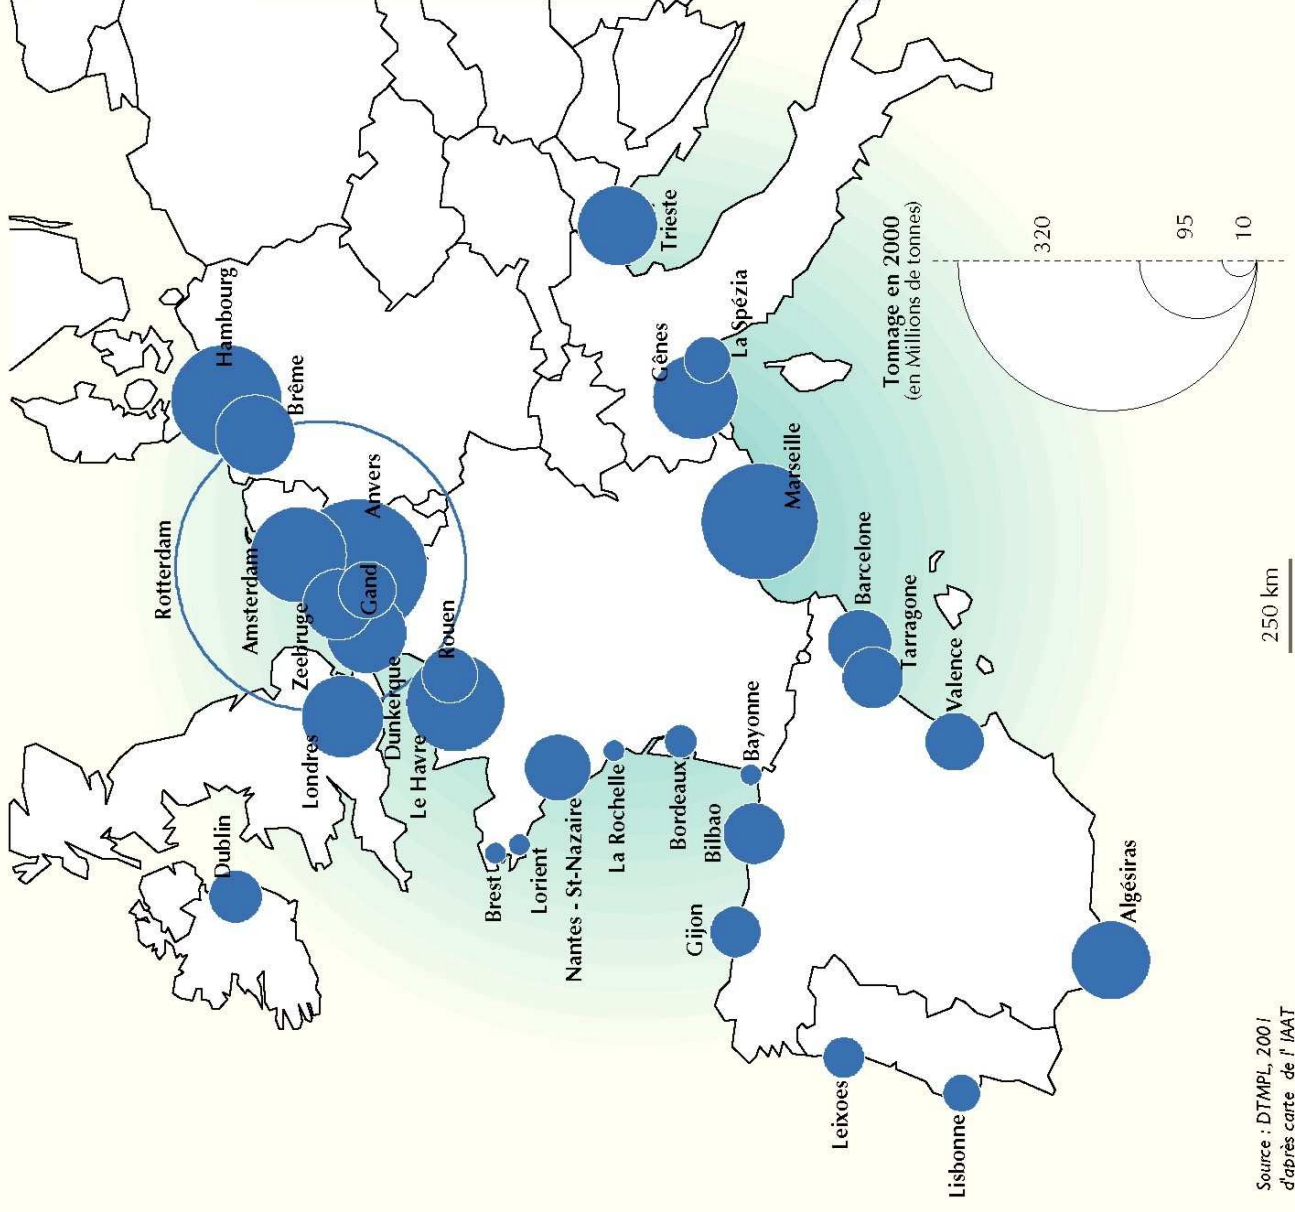 Hambourg
Brême
Rotterdam
Anvers
Amsterdam
Gand
Zeebruge
Rouen
Dunkerque
Londres
Le Havre
Dublin
Brest
Lorient
Nantes - St-Nazaire
La Rochelle
Bordeaux
Bayonne
Bilbao
Gijon
Leixoes
Lisbonne
Algésiras
Valence
Tarragone
Barcelone
Marseille
Gênes
La Spézia
Trieste
Tonnage en 2000
(en Millions de tonnes)
320
95
10
250 km
Source : DTMPL, 2001
d'après carte de l' IAAT